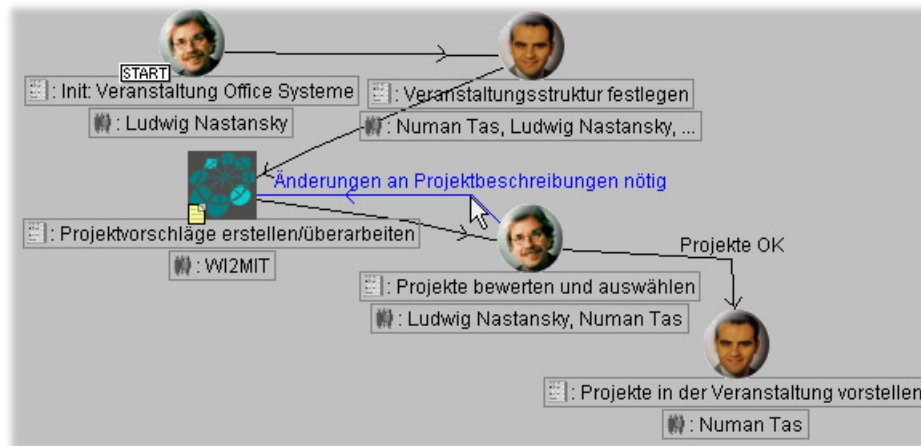 START
: Init: Veranstaltung Office Systeme
: Ludwig Nastansky
: Veranstaltungsstruktur festlegen
: Numan Tas, Ludwig Nastansky, ...
Änderungen an Projektbeschreibungen nötig
: Projektvorschläge erstellen/überarbeiten
: WI2MIT
Projekte OK
: Projekte bewerten und auswählen
: Ludwig Nastansky, Numan Tas
: Projekte in der Veranstaltung vorstellen
: Numan Tas